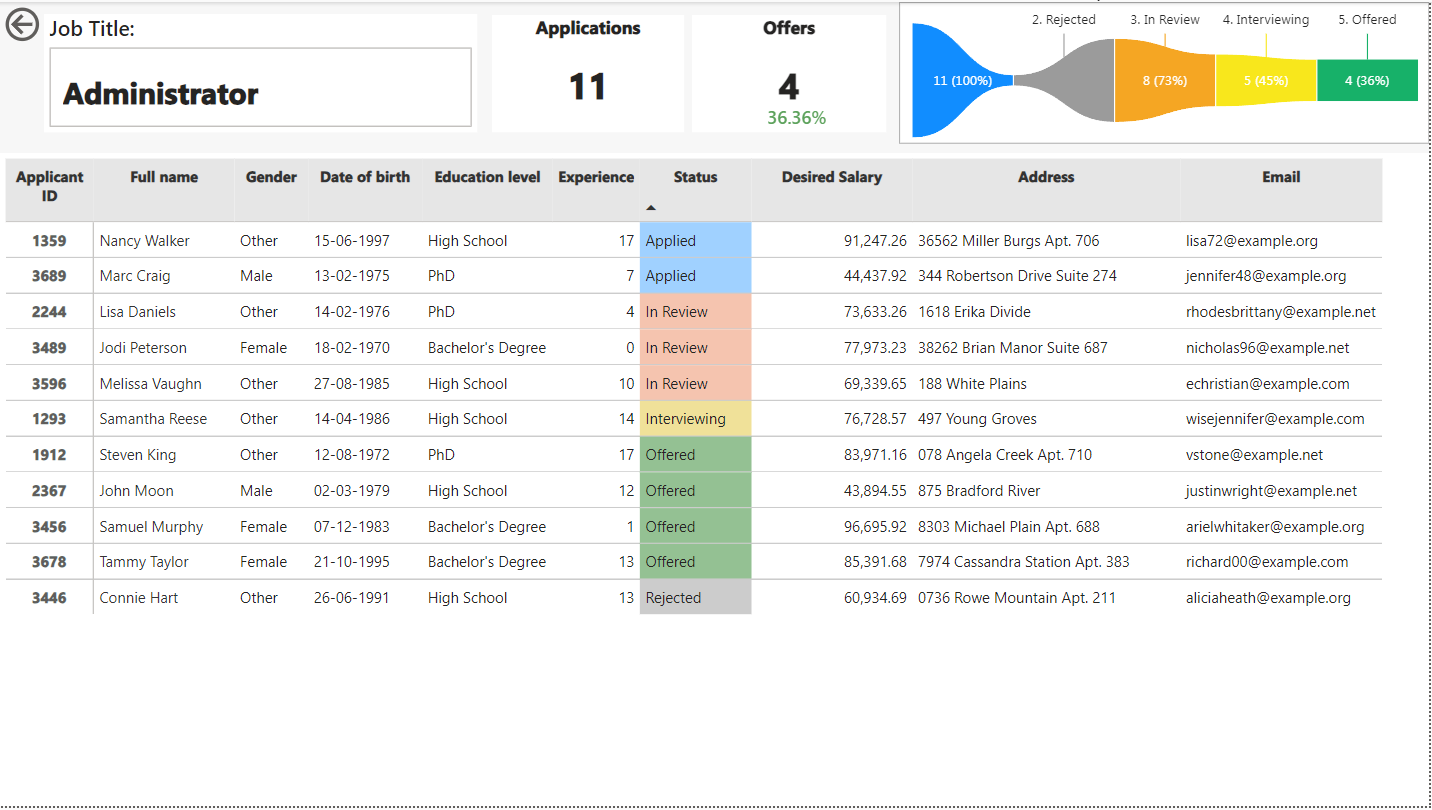 Job Title:
Administrator
Applications
11
Offers
4
36.36%
2. Rejected 3. In Review 4. Interviewing 5. Offered
11 (100%) 8 (73%) 5 (45%) 4 (36%)
Applicant ID Full name Gender Date of birth Education level Experience Status Desired Salary Address Email
1359 Nancy Walker Other 15-06-1997 High School 17 Applied 91,247.26 36562 Miller Burgs Apt. 706 lisa72@example.org
3689 Marc Craig Male 13-02-1975 PhD 7 Applied 44,437.92 344 Robertson Drive Suite 274 jennifer48@example.org
2244 Lisa Daniels Other 14-02-1976 PhD 4 In Review 73,633.26 1618 Erika Divide rhodesbrittany@example.net
3489 Jodi Peterson Female 18-02-1970 Bachelor's Degree 0 In Review 77,973.23 38262 Brian Manor Suite 687 nicholas96@example.net
3596 Melissa Vaughn Other 27-08-1985 High School 10 In Review 69,339.65 188 White Plains echristian@example.com
1293 Samantha Reese Other 14-04-1986 High School 14 Interviewing 76,728.57 497 Young Groves wisejennifer@example.com
1912 Steven King Other 12-08-1972 PhD 17 Offered 83,971.16 078 Angela Creek Apt. 710 vstone@example.net
2367 John Moon Male 02-03-1979 High School 12 Offered 43,894.55 875 Bradford River justinwright@example.net
3456 Samuel Murphy Female 07-12-1983 Bachelor's Degree 1 Offered 96,695.92 8303 Michael Plain Apt. 688 arielwhitaker@example.org
3678 Tammy Taylor Female 21-10-1995 Bachelor's Degree 13 Offered 85,391.68 7974 Cassandra Station Apt. 383 richard00@example.com
3446 Connie Hart Other 26-06-1991 High School 13 Rejected 60,934.69 0736 Rowe Mountain Apt. 211 aliciaheath@example.org